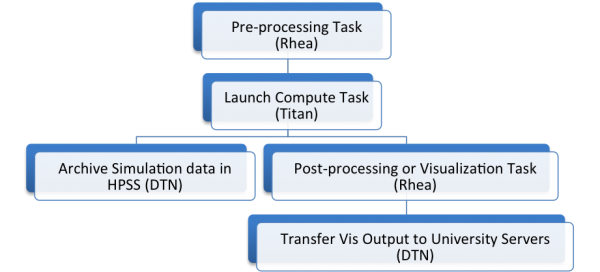 Pre-processing Task
(Rhea)
Launch Compute Task
(Titan)
Archive Simulation data in
HPSS (DTN)
Post-processing or Visualization Task
(Rhea)
Transfer Vis Output to University Servers
(DTN)